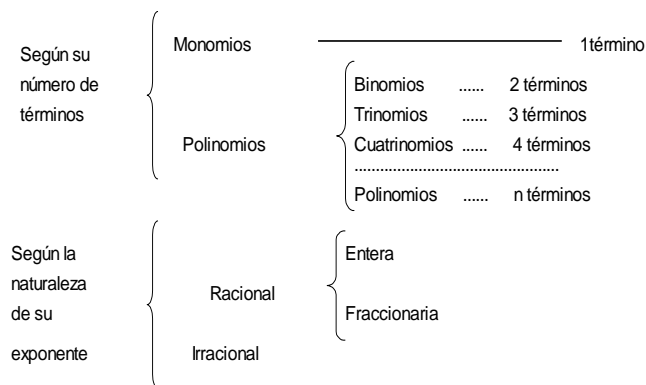 Según su
número de
términos
Monomios 1término
Polinomios
Binomios ...... 2 términos
Trinomios ...... 3 términos
Cuatrinomios ...... 4 términos
................................................
Polinomios ...... n términos
Según la
naturaleza
de su
exponente
Racional
Entera
Fraccionaria
Irracional